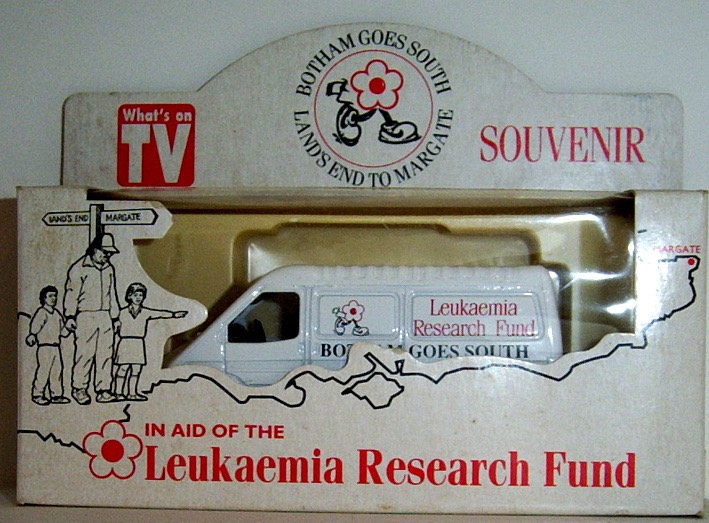 BOTHAM GOES SOUTH
LAND'S END TO MARGATE
What's on
TV
SOUVENIR
LAND'S END MARGATE
MARGATE
Leukaemia
Research Fund
BOTHAM GOES SOUTH
IN AID OF THE
Leukaemia Research Fund